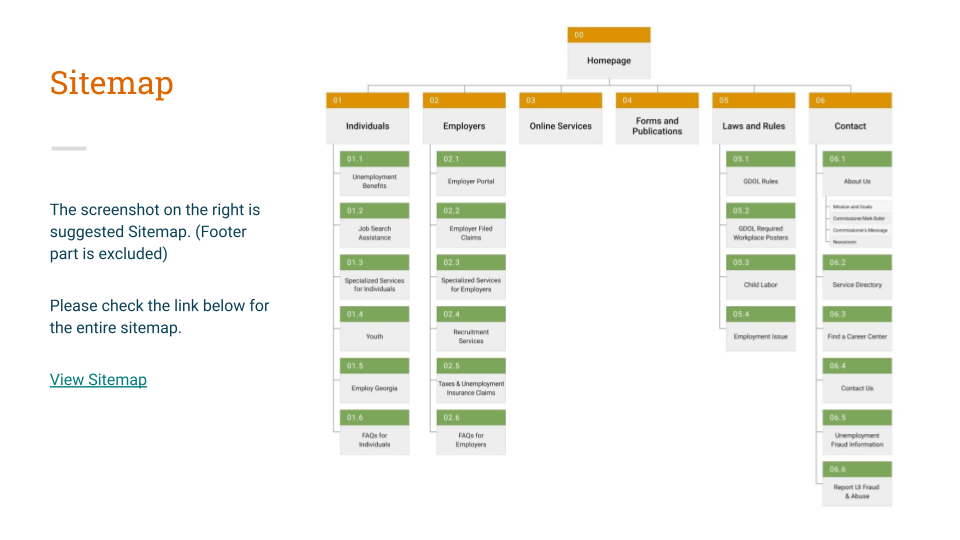 Sitemap
The screenshot on the right is
suggested Sitemap. (Footer
part is excluded)
Please check the link below for
the entire sitemap.
View Sitemap
00
Homepage
01
Individuals
01.1
Unemployment
Benefits
01.2
Job Search
Assistance
01.3
Specialized Services
for Individuals
01.4
Youth
01.5
Employ Georgia
01.6
FAQs for
Individuals
02
Employers
02.1
Employer Portal
02.2
Employer Filed
Claims
02.3
Specialized Services
for Employers
02.4
Recruitment
Services
02.5
Taxes & Unemployment
Insurance Claims
02.6
FAQs for
Employers
03
Online Services
04
Forms and
Publications
05
Laws and Rules
05.1
GDOL Rules
05.2
GDOL Required
Workplace Posters
05.3
Child Labor
05.4
Employment Issue
06
Contact
06.1
About Us
Mission and Goals
Commissioner Mark Butler
Commissioner's Message
Newsroom
06.2
Service Directory
06.3
Find a Career Center
06.4
Contact Us
06.5
Unemployment
Fraud Information
06.6
Report UI Fraud
& Abuse